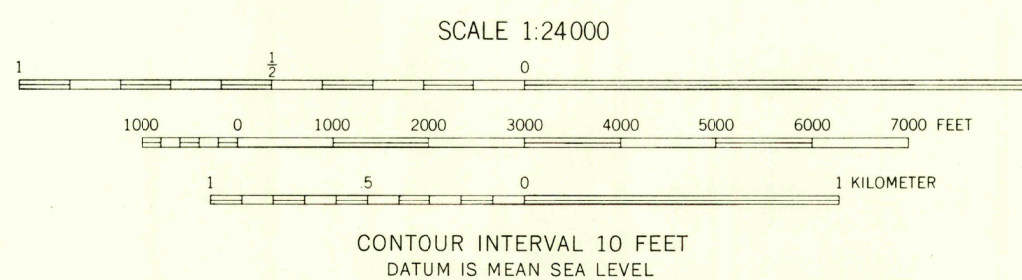 SCALE 1:24000
1 ½ 0
1000 0 1000 2000 3000 4000 5000 6000 7000 FEET
1 .5 0 1 KILOMETER
CONTOUR INTERVAL 10 FEET
DATUM IS MEAN SEA LEVEL